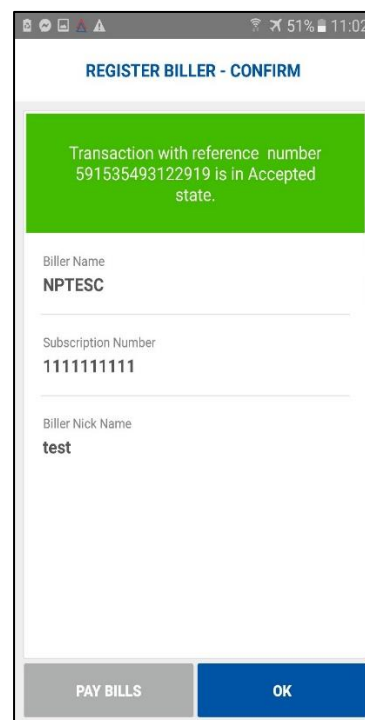 51% 11:02
REGISTER BILLER - CONFIRM
Transaction with reference number
591535493122919 is in Accepted
state.
Biller Name
NPTESC
Subscription Number
1111111111
Biller Nick Name
test
PAY BILLS
OK